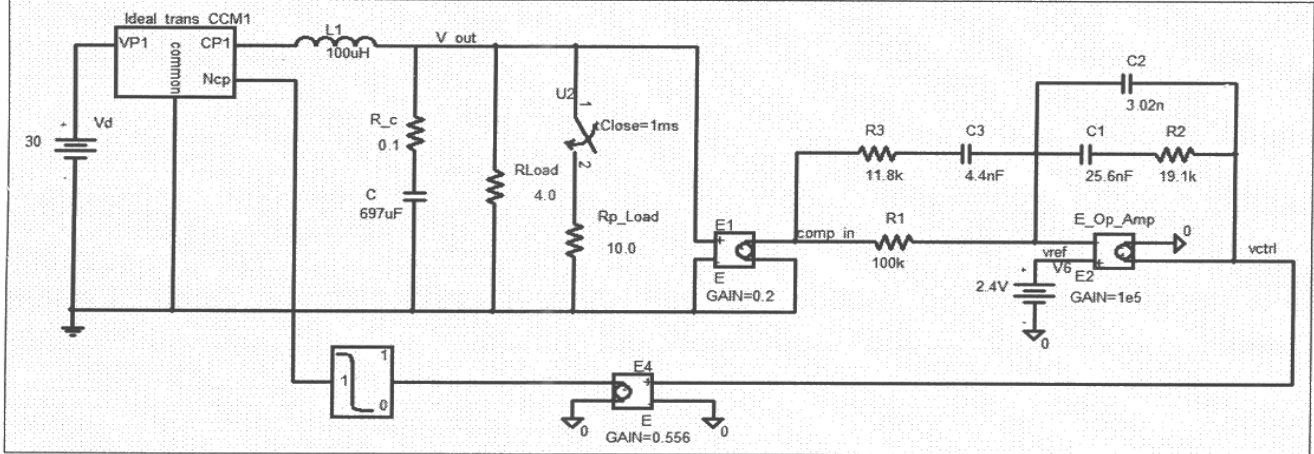 Ideal_trans_CCM1
VP1
CP1
common
Ncp
L1
100uH
V_out
30
Vd
+
-
R_c
0.1
C
697uF
RLoad
4.0
U2
1
tClose=1ms
2
Rp_Load
10.0
E1
+
-
E
GAIN=0.2
comp_in
R3
11.8k
C3
4.4nF
C2
3.02n
C1
25.6nF
R2
19.1k
R1
100k
E_Op_Amp
-
+
0
vref
V6
+
2.4V
-
0
E2
GAIN=1e5
vctrl
1
1
0
E4
+
-
0
E
0
GAIN=0.556